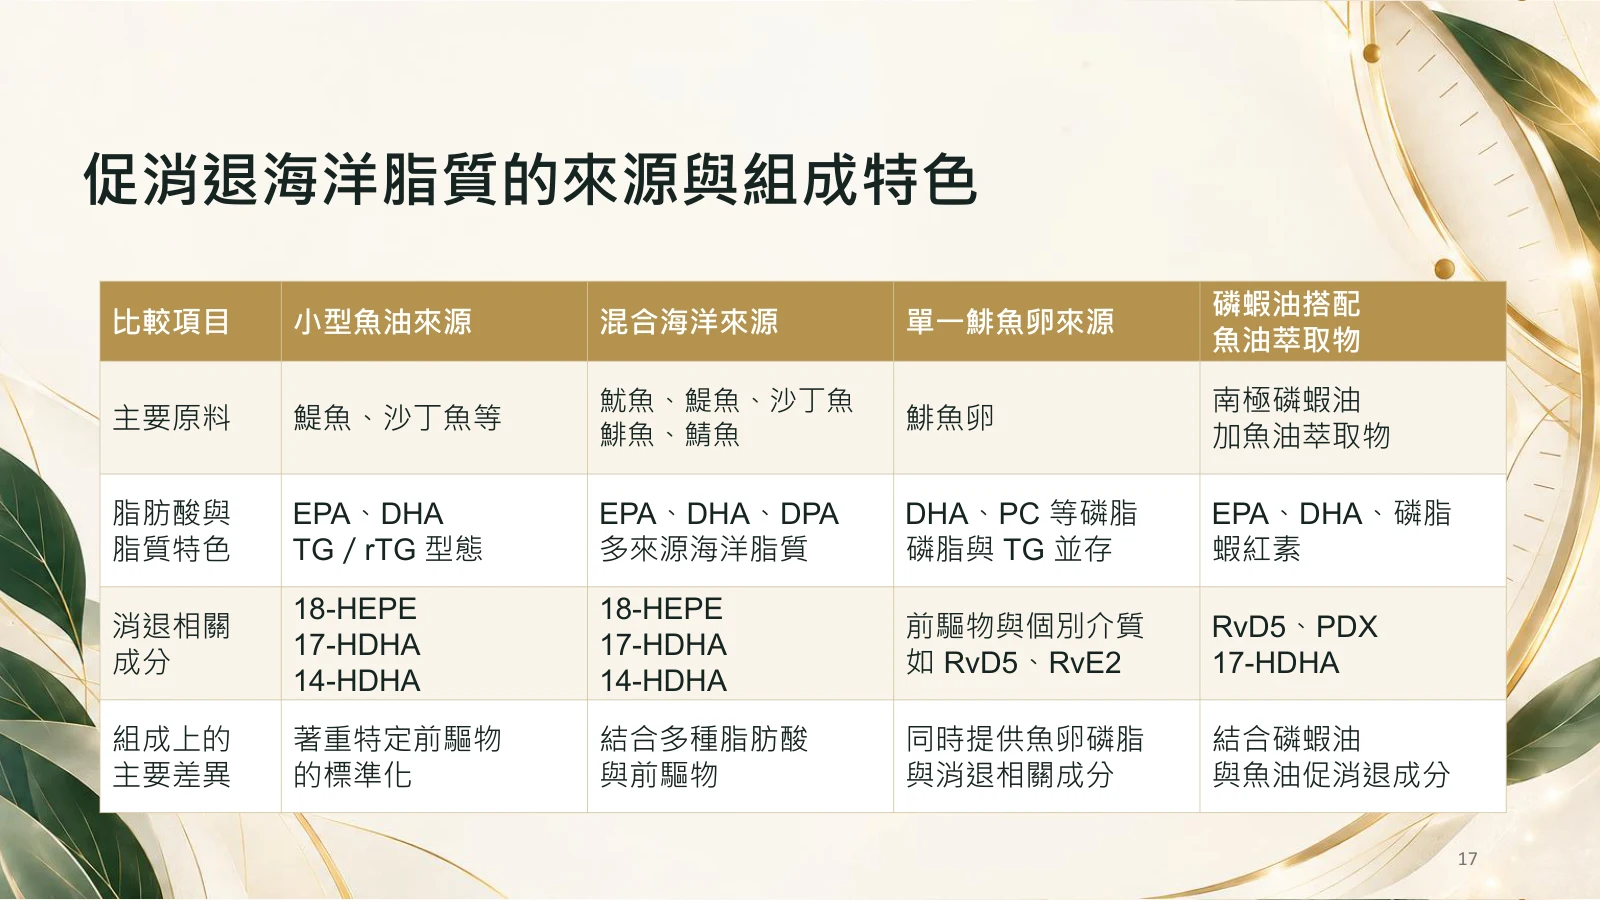 促消退海洋脂質的來源與組成特色
比較項目
小型魚油來源
混合海洋來源
單一鯡魚卵來源
磷蝦油搭配
魚油萃取物
主要原料
鯷魚、沙丁魚等
魷魚、鯷魚、沙丁魚
鯡魚、鯖魚
鯡魚卵
南極磷蝦油
加魚油萃取物
脂肪酸與
脂質特色
EPA、DHA
TG / rTG 型態
EPA、DHA、DPA
多來源海洋脂質
DHA、PC 等磷脂
磷脂與 TG 並存
EPA、DHA、磷脂
蝦紅素
消退相關
成分
18-HEPE
17-HDHA
14-HDHA
18-HEPE
17-HDHA
14-HDHA
前驅物與個別介質
如 RvD5、RvE2
RvD5、PDX
17-HDHA
組成上的
主要差異
著重特定前驅物
的標準化
結合多種脂肪酸
與前驅物
同時提供魚卵磷脂
與消退相關成分
結合磷蝦油
與魚油促消退成分
17